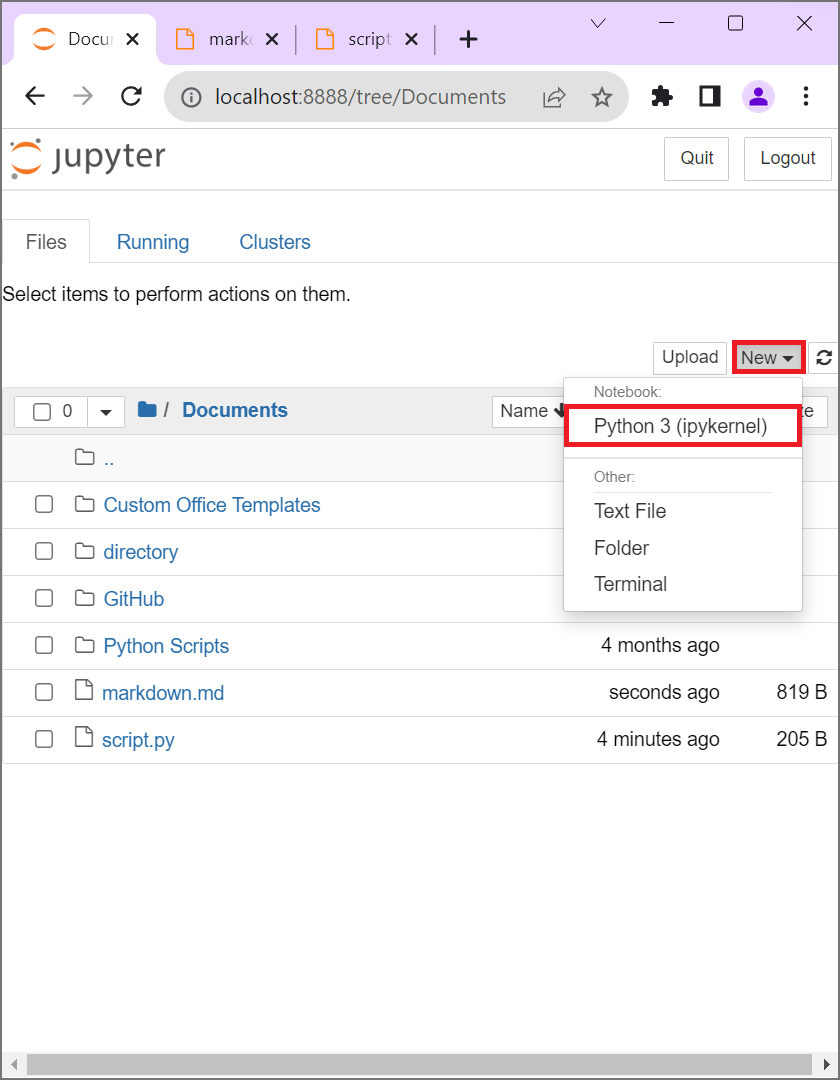 Docu
mark
script
localhost:8888/tree/Documents
jupyter
Quit
Logout
Files
Running
Clusters
Select items to perform actions on them.
Upload
New
0
/ Documents
Name
Notebook:
Python 3 (ipykernel)
Other:
Text File
Folder
Terminal
..
Custom Office Templates
directory
GitHub
Python Scripts 4 months ago
markdown.md seconds ago 819 B
script.py 4 minutes ago 205 B